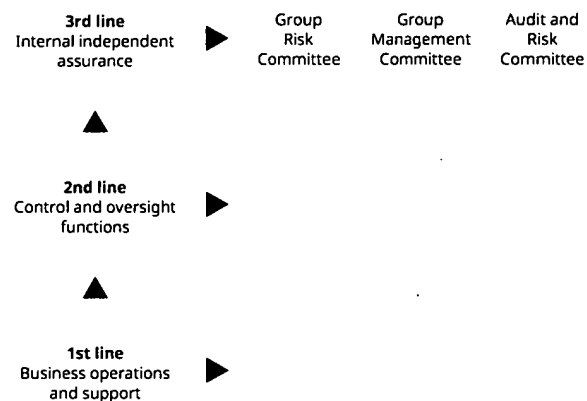 3rd line
Internal independent
assurance
Group
Risk
Committee
Group
Management
Committee
Audit and
Risk
Committee
2nd line
Control and oversight
functions
1st line
Business operations
and support